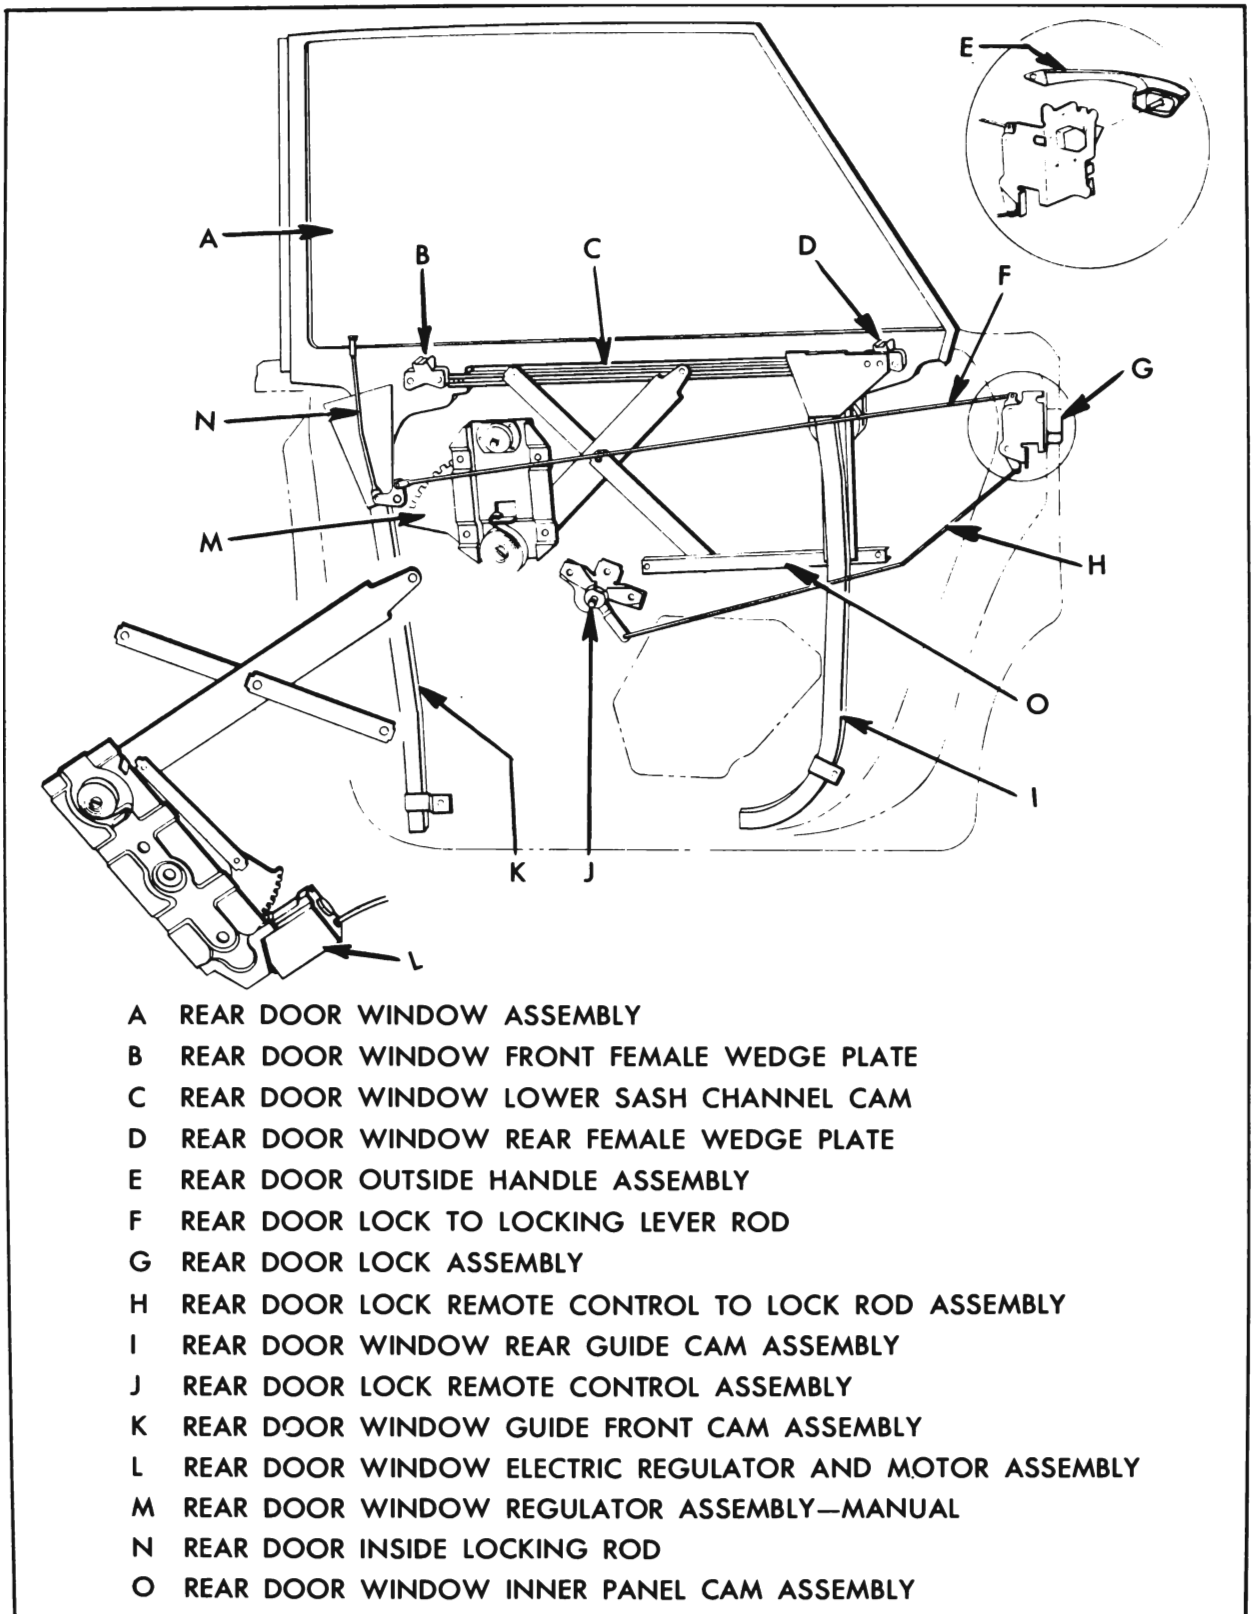 E
A
B
C
D
F
G
N
M
H
O
I
K
J
L
A REAR DOOR WINDOW ASSEMBLY
B REAR DOOR WINDOW FRONT FEMALE WEDGE PLATE
C REAR DOOR WINDOW LOWER SASH CHANNEL CAM
D REAR DOOR WINDOW REAR FEMALE WEDGE PLATE
E REAR DOOR OUTSIDE HANDLE ASSEMBLY
F REAR DOOR LOCK TO LOCKING LEVER ROD
G REAR DOOR LOCK ASSEMBLY
H REAR DOOR LOCK REMOTE CONTROL TO LOCK ROD ASSEMBLY
I REAR DOOR WINDOW REAR GUIDE CAM ASSEMBLY
J REAR DOOR LOCK REMOTE CONTROL ASSEMBLY
K REAR DOOR WINDOW GUIDE FRONT CAM ASSEMBLY
L REAR DOOR WINDOW ELECTRIC REGULATOR AND MOTOR ASSEMBLY
M REAR DOOR WINDOW REGULATOR ASSEMBLY—MANUAL
N REAR DOOR INSIDE LOCKING ROD
O REAR DOOR WINDOW INNER PANEL CAM ASSEMBLY